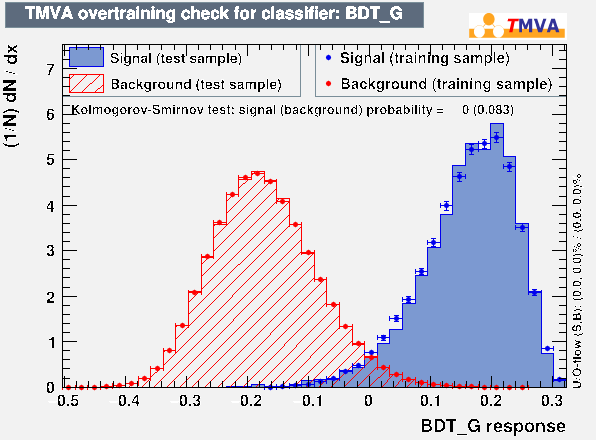 TMVA overtraining check for classifier: BDT_G
TMVA
Signal (test sample)
Background (test sample)
Signal (training sample)
Background (training sample)
Kolmogorov-Smirnov test: signal (background) probability = 0 (0.083)
(1/N) dN / dx
7
6
5
4
3
2
1
0
-0.5 -0.4 -0.3 -0.2 -0.1 0 0.1 0.2 0.3
BDT_G response
U/O-flow (S,B): (0.0, 0.0)% / (0.0, 0.0)%